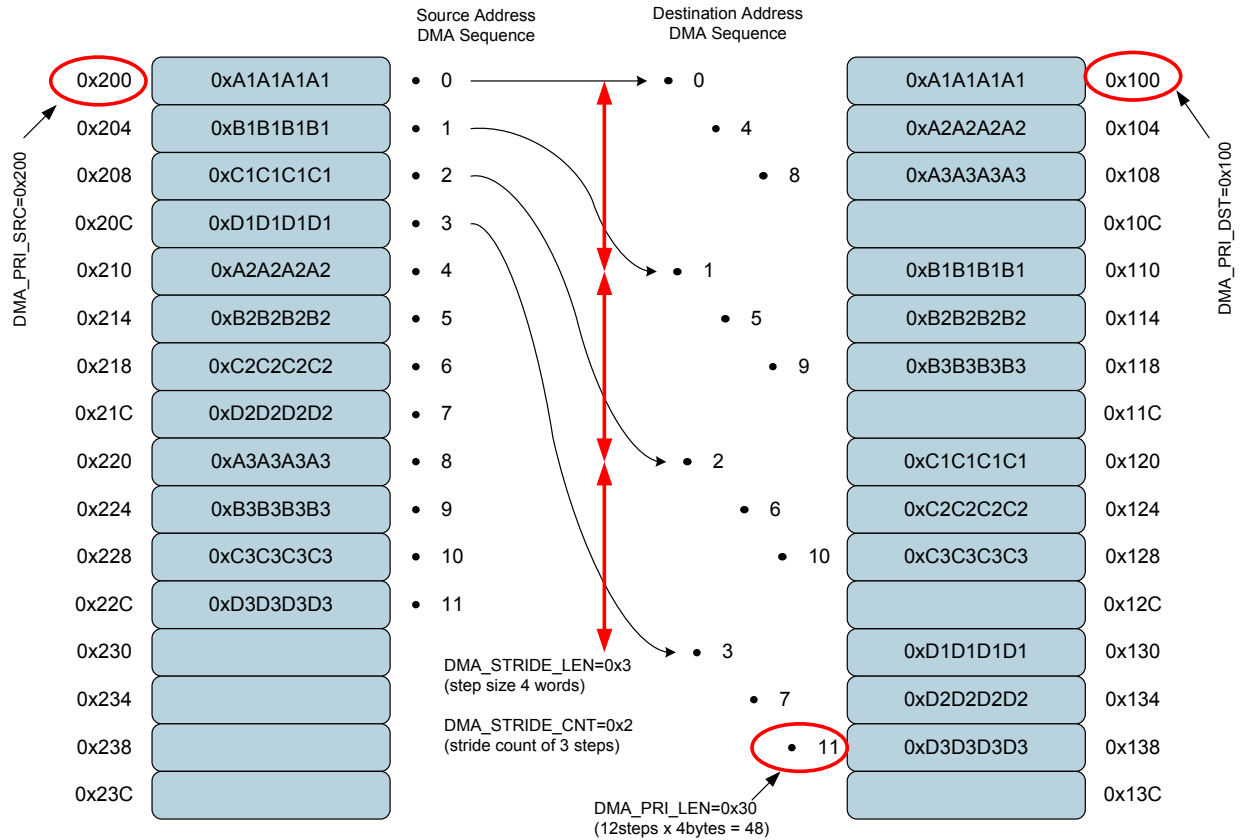 Source Address
DMA Sequence
Destination Address
DMA Sequence
0x200 0xA1A1A1A1 0 0 0xA1A1A1A1 0x100
0x204 0xB1B1B1B1 1 4 0xA2A2A2A2 0x104
0x208 0xC1C1C1C1 2 8 0xA3A3A3A3 0x108
0x20C 0xD1D1D1D1 3 0x10C
0x210 0xA2A2A2A2 4 1 0xB1B1B1B1 0x110
0x214 0xB2B2B2B2 5 5 0xB2B2B2B2 0x114
0x218 0xC2C2C2C2 6 9 0xB3B3B3B3 0x118
0x21C 0xD2D2D2D2 7 0x11C
0x220 0xA3A3A3A3 8 2 0xC1C1C1C1 0x120
0x224 0xB3B3B3B3 9 6 0xC2C2C2C2 0x124
0x228 0xC3C3C3C3 10 10 0xC3C3C3C3 0x128
0x22C 0xD3D3D3D3 11 0x12C
0x230 3 0xD1D1D1D1 0x130
0x234 7 0xD2D2D2D2 0x134
0x238 11 0xD3D3D3D3 0x138
0x23C 0x13C
DMA_PRI_SRC=0x200
DMA_PRI_DST=0x100
DMA_STRIDE_LEN=0x3
(step size 4 words)
DMA_STRIDE_CNT=0x2
(stride count of 3 steps)
DMA_PRI_LEN=0x30
(12steps x 4bytes = 48)